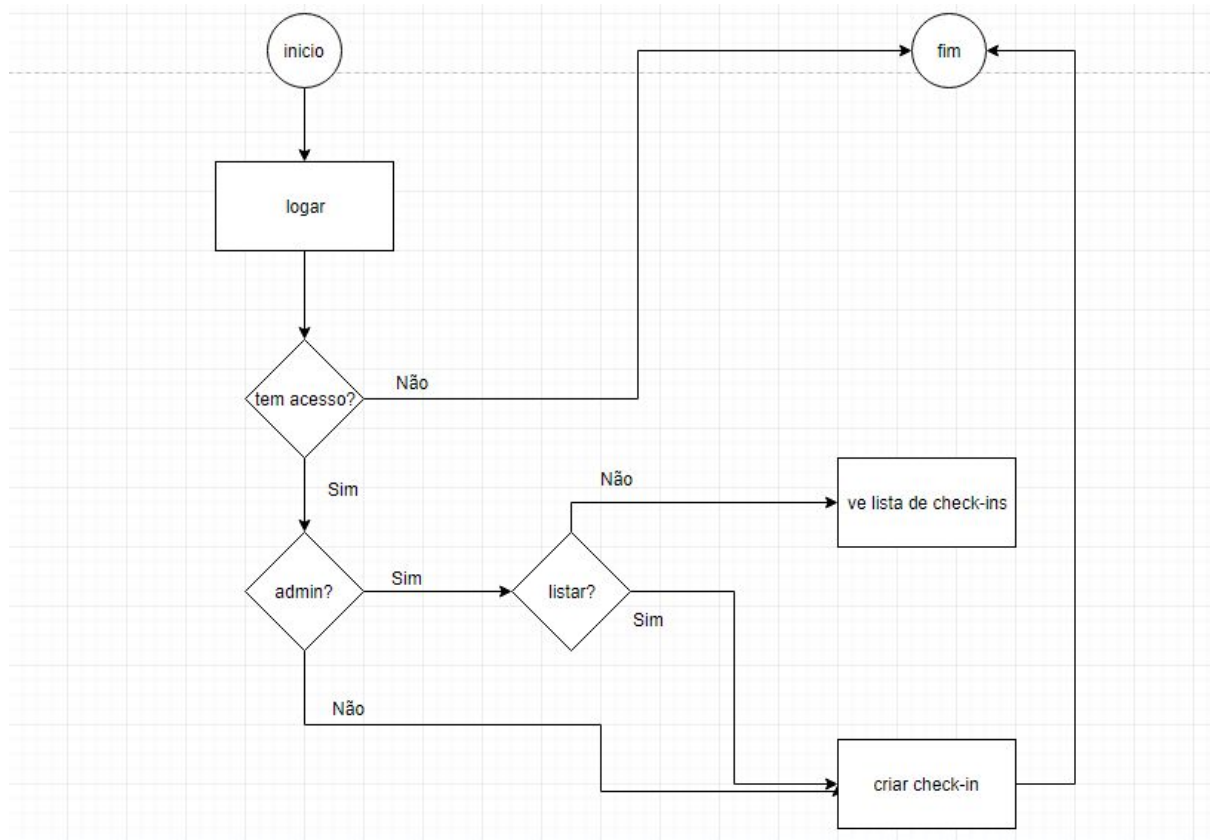 inicio
fim
logar
Não
tem acesso?
Sim
Não
ve lista de check-ins
admin?
Sim
listar?
Sim
Não
criar check-in